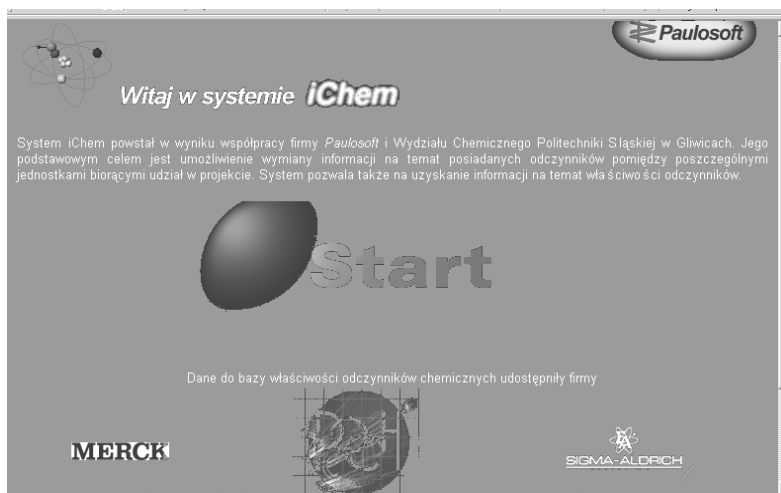 Paulosoft
Witaj w systemie iChem
System iChem powstał w wyniku współpracy firmy Paulosoft i Wydziału Chemicznego Politechniki Śląskiej w Gliwicach. Jego
podstawowym celem jest umożliwienie wymiany informacji na temat posiadanych odczynników pomiędzy poszczególnymi
jednostkami biorącymi udział w projekcie. System pozwala także na uzyskanie informacji na temat właściwości odczynników.
Start
Dane do bazy właściwości odczynników chemicznych udostępniły firmy
MERCK
SIGMA-ALDRICH